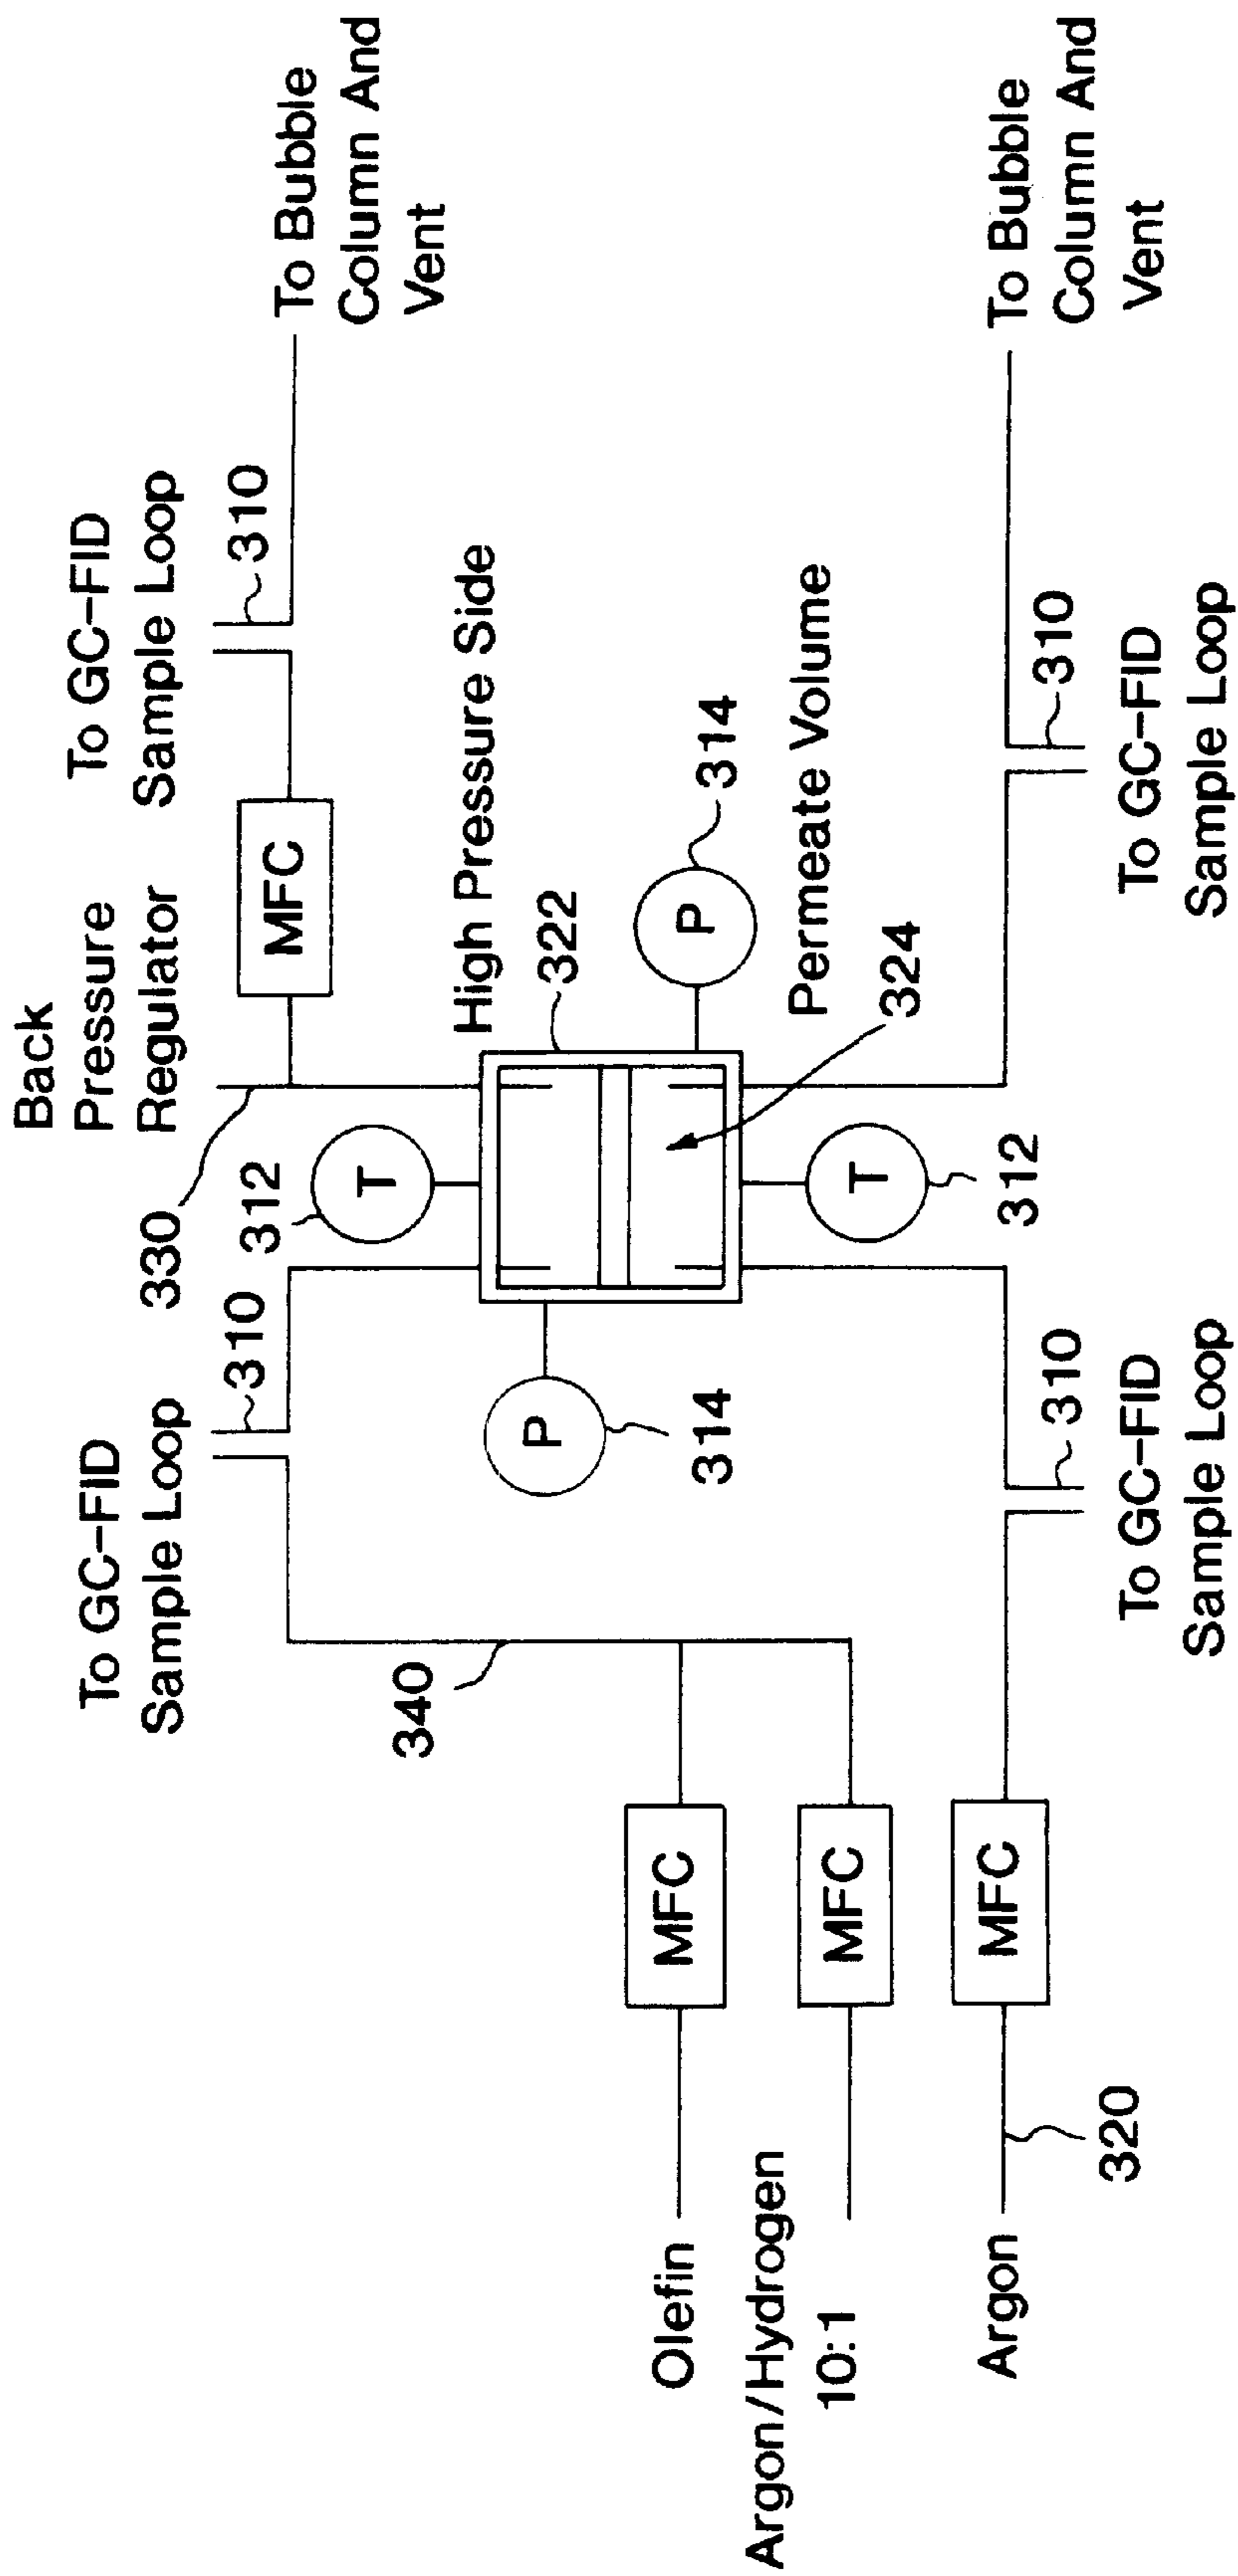 Back
Pressure
Regulator
To GC-FID
Sample Loop
To GC-FID
Sample Loop
330
310
312
MFC
310
To Bubble
Column And
Vent
T
340
High Pressure Side
322
P
314
P
314
Permeate Volume
324
T
312
Olefin
MFC
Argon/Hydrogen
10:1
MFC
Argon
MFC
320
310
To GC-FID
Sample Loop
310
To GC-FID
Sample Loop
To Bubble
Column And
Vent